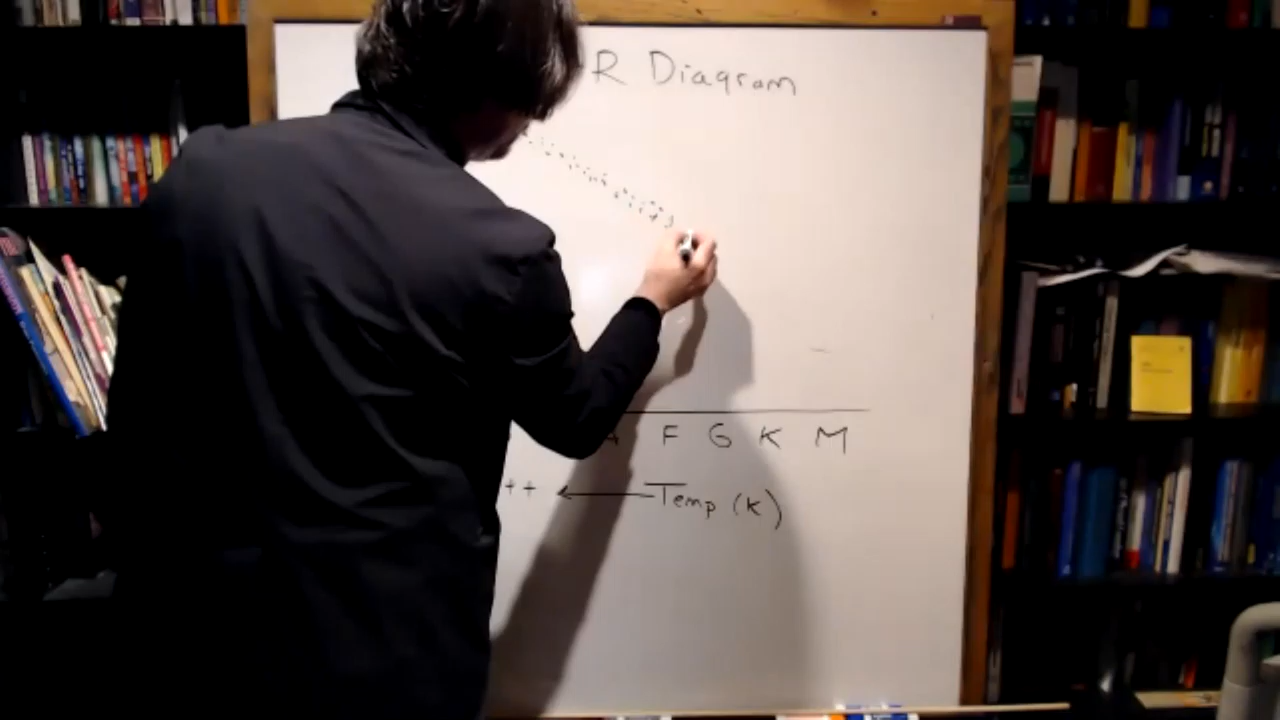 R Diagram
A F G K M
++ ← Temp (K)